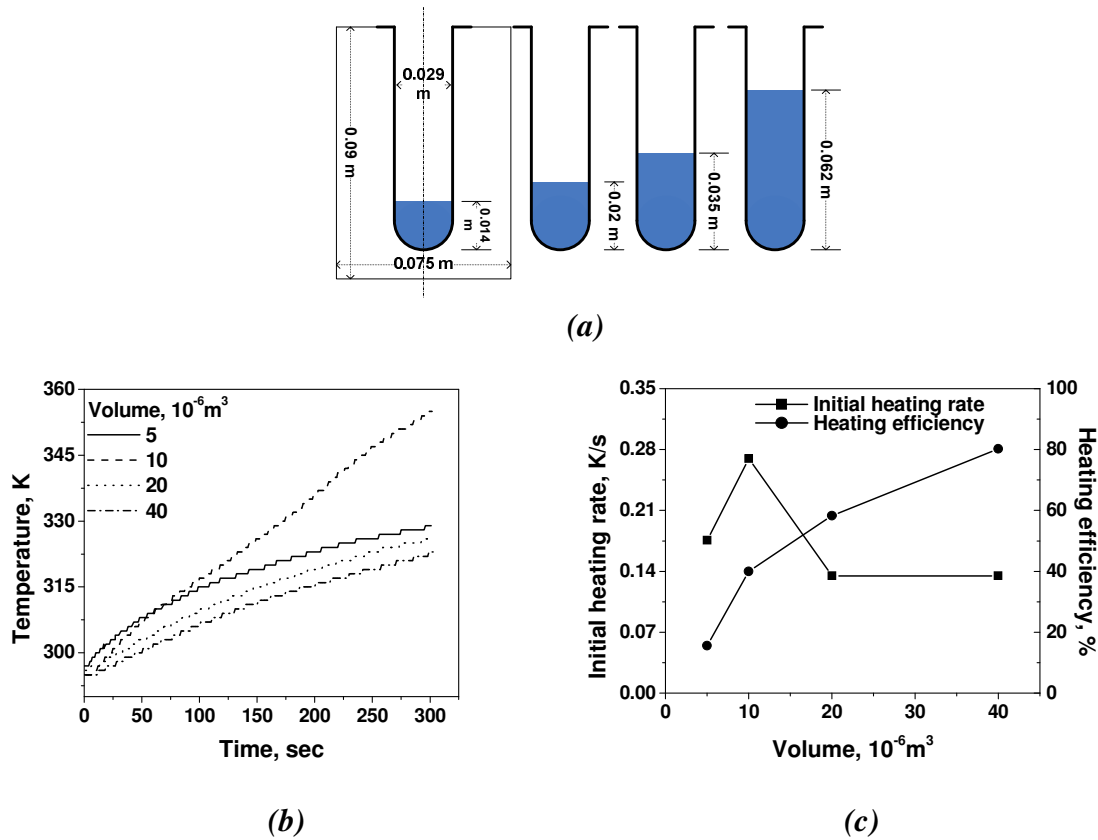 0.029
m
0.09 m
0.014
m
0.075 m
0.02 m
0.035 m
0.062 m
(a)
360
345
330
315
300
Temperature, K
Volume, 10⁻⁶m³
5
10
20
40
0 50 100 150 200 250 300
Time, sec
(b)
0.35
0.28
0.21
0.14
0.07
0.00
Initial heating rate, K/s
Initial heating rate
Heating efficiency
100
80
60
40
20
0
Heating efficiency, %
0 10 20 30 40
Volume, 10⁻⁶m³
(c)